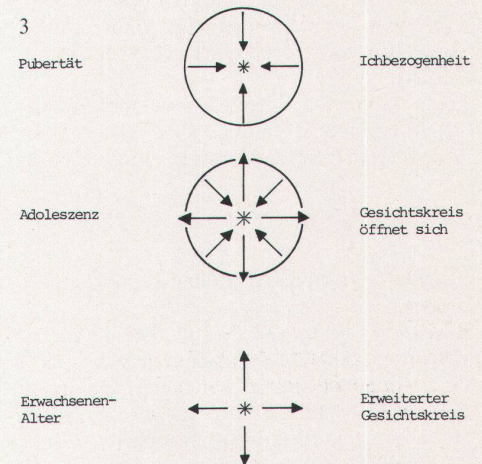 3
Pubertät
Ichbezogenheit
Adoleszenz
Gesichtskreis
öffnet sich
Erwachsenen-
Alter
Erweiterter
Gesichtskreis